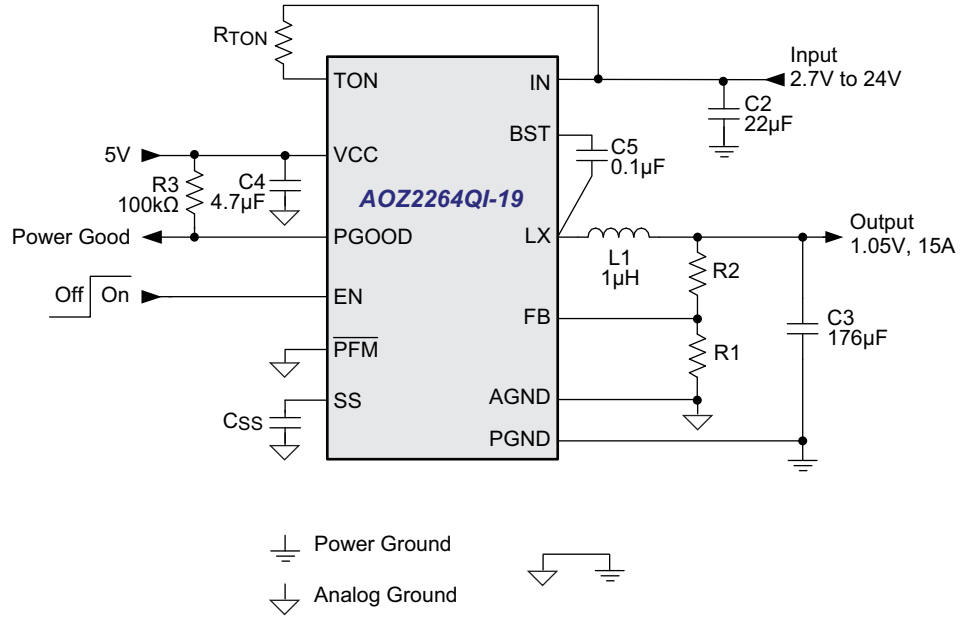 RTON
Input
2.7V to 24V
TON
IN
C2
22µF
BST
C5
0.1µF
5V
VCC
R3
100kΩ
C4
4.7µF
AOZ2264QI-19
Power Good
PGOOD
LX
Output
1.05V, 15A
L1
1µH
R2
Off On
EN
FB
C3
176µF
R1
PFM
SS
AGND
CSS
PGND
Power Ground
Analog Ground